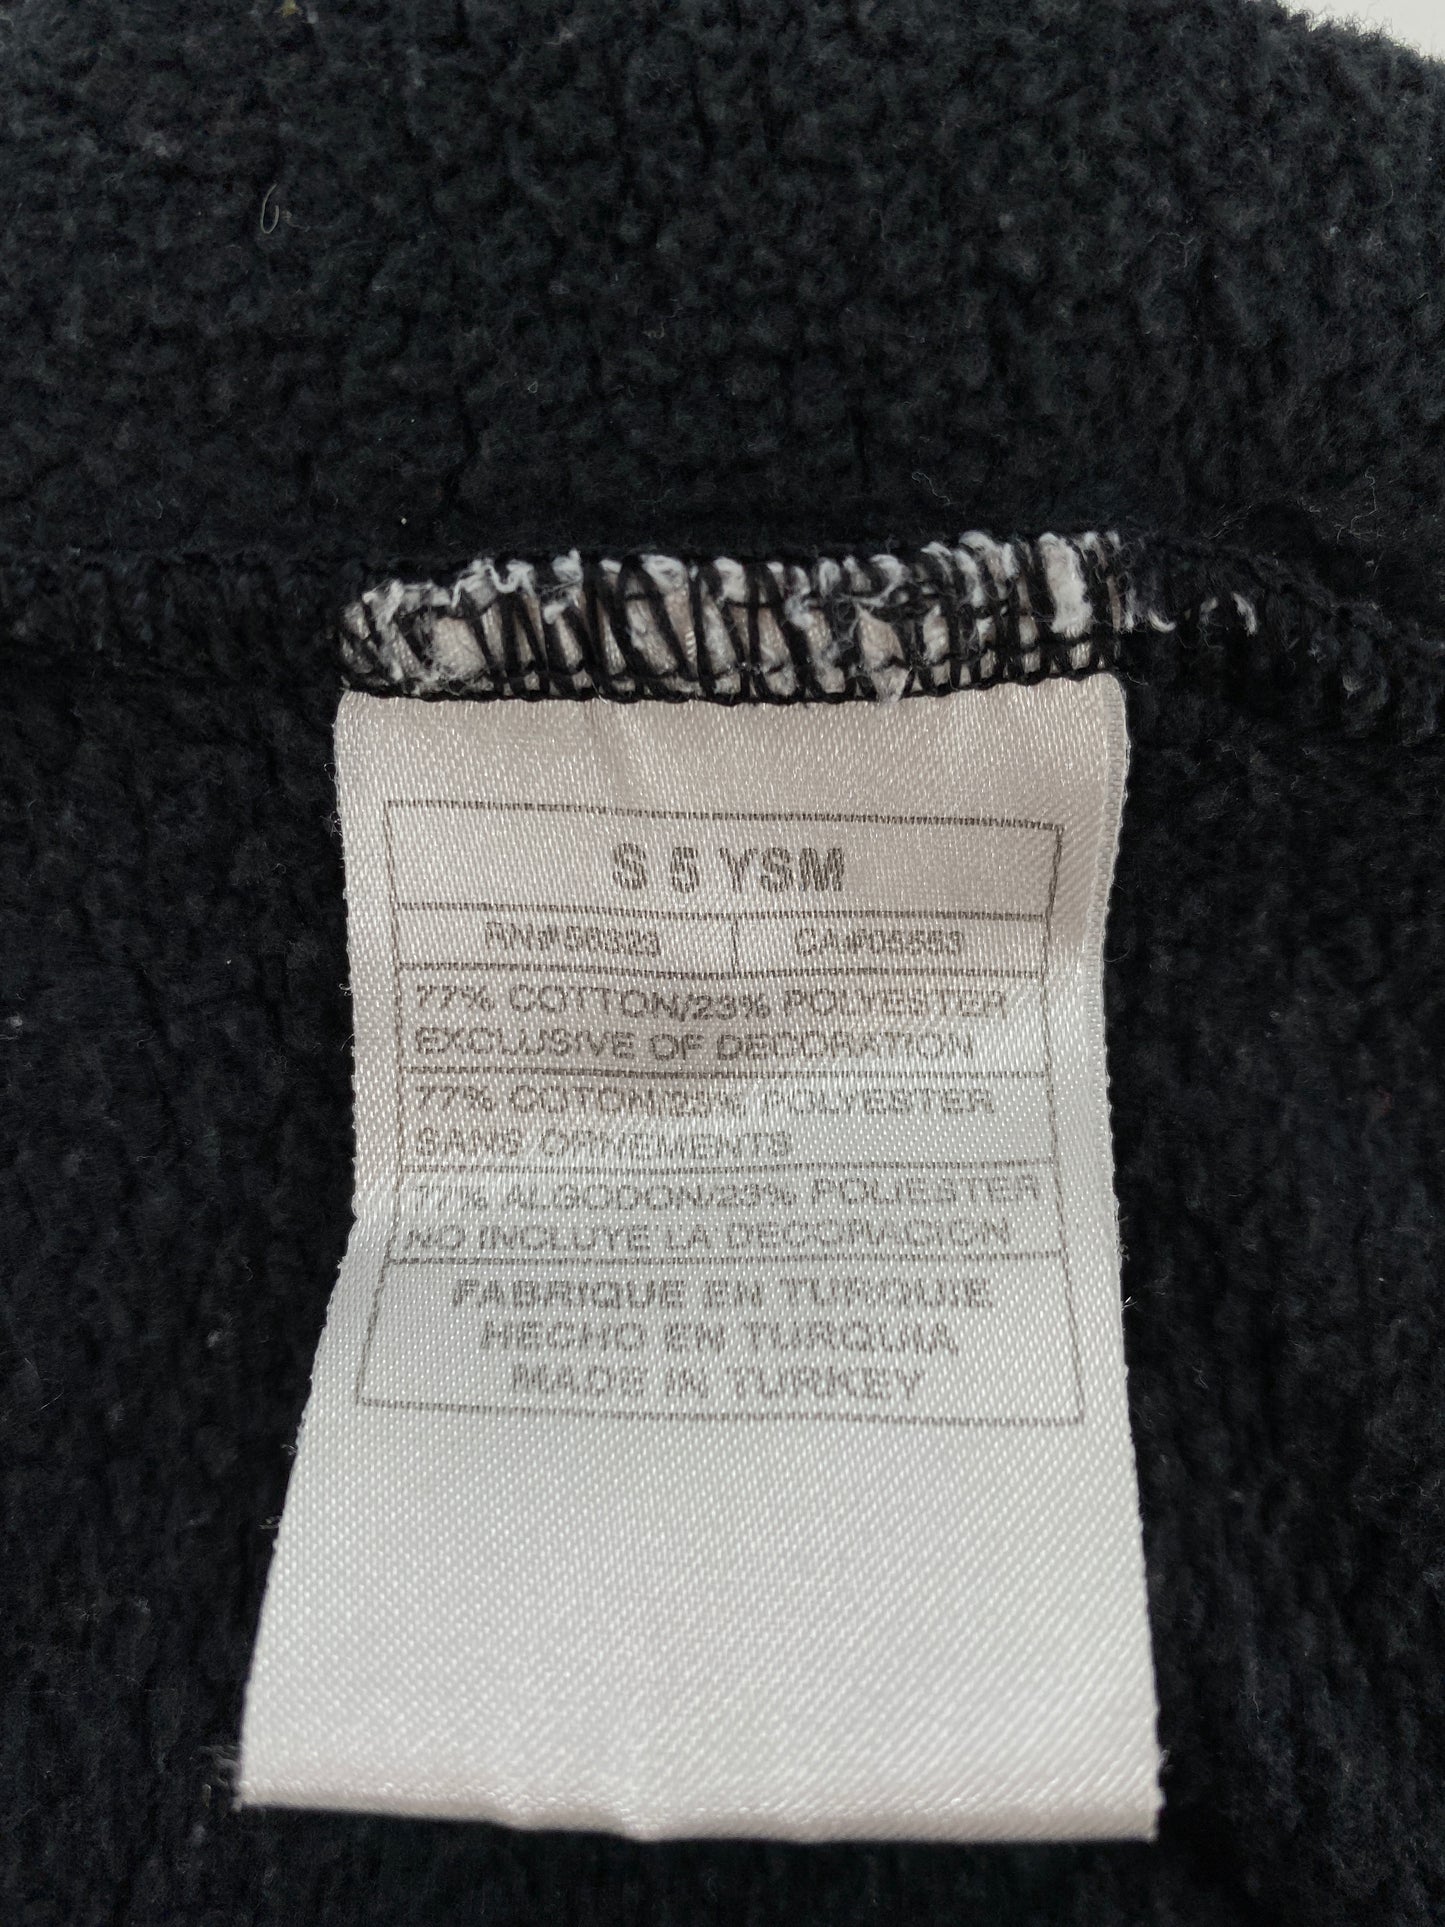 S 5 YSM
RN#56323 CA#05553
77% COTTON/23% POLYESTER
EXCLUSIVE OF DECORATION
77% COTON/23% POLYESTER
SANS ORNEMENTS
77% ALGODON/23% POLIESTER
NO INCLUYE LA DECORACION
FABRIQUE EN TURQUIE
HECHO EN TURQUIA
MADE IN TURKEY